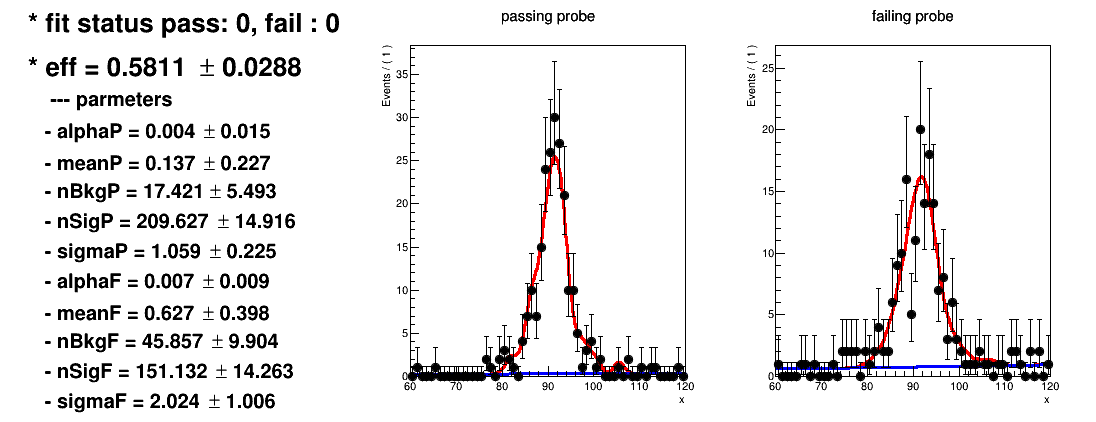 * fit status pass: 0, fail : 0
* eff = 0.5811 ± 0.0288
--- parmeters
- alphaP = 0.004 ± 0.015
- meanP = 0.137 ± 0.227
- nBkgP = 17.421 ± 5.493
- nSigP = 209.627 ± 14.916
- sigmaP = 1.059 ± 0.225
- alphaF = 0.007 ± 0.009
- meanF = 0.627 ± 0.398
- nBkgF = 45.857 ± 9.904
- nSigF = 151.132 ± 14.263
- sigmaF = 2.024 ± 1.006
passing probe
Events / ( 1 )
35
30
25
20
15
10
5
0
60 70 80 90 100 110 120
x
failing probe
Events / ( 1 )
25
20
15
10
5
0
60 70 80 90 100 110 120
x